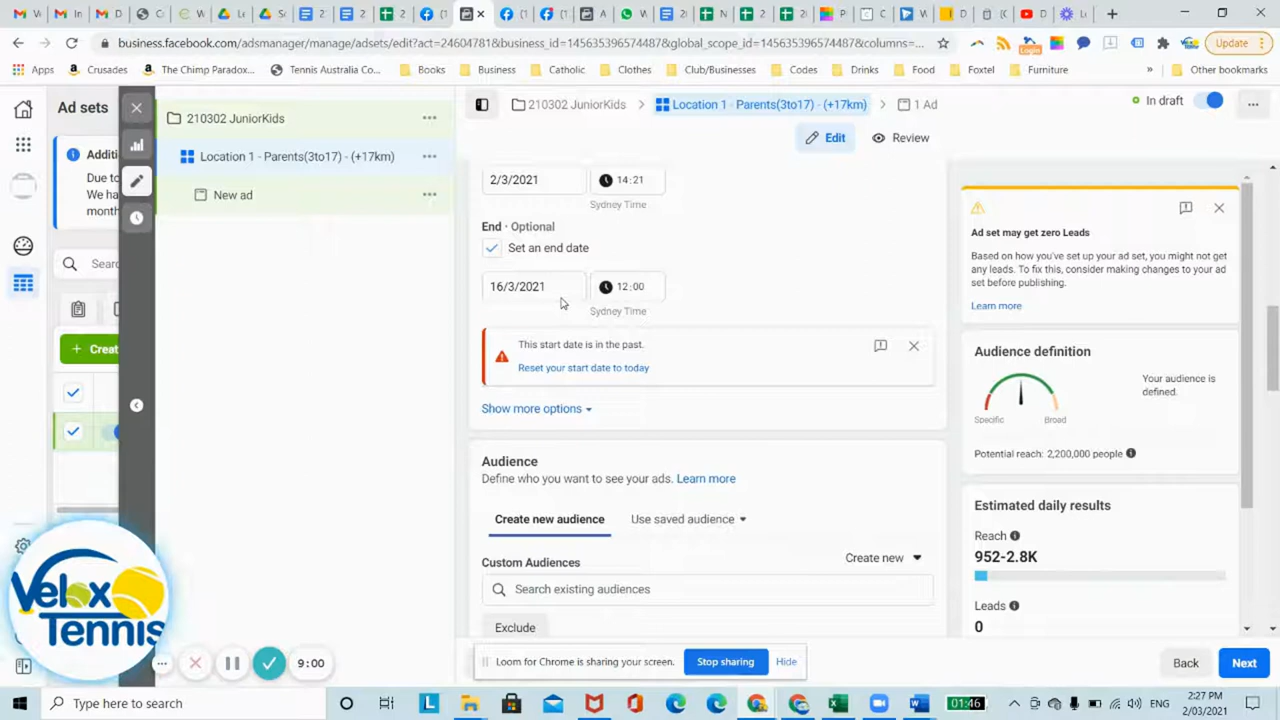 business.facebook.com/adsmanager/manage/adsets/edit?act=24604781&business_id=145635396574487&global_scope_id=145635396574487&columns=...
Login
Update
Apps
Crusades
The Chimp Paradox...
Tennis Australia Co...
Books
Business
Catholic
Clothes
Club/Businesses
Codes
Drinks
Food
Foxtel
Furniture
»
Other bookmarks
Ad sets
210302 JuniorKids
Location 1 - Parents(3to17) - (+17km)
1 Ad
In draft
Edit
Review
210302 JuniorKids
Location 1 - Parents(3to17) - (+17km)
New ad
Additi
Due to
We ha
month
Searc
+ Creat
2/3/2021
14:21
Sydney Time
End · Optional
Set an end date
16/3/2021
12:00
Sydney Time
This start date is in the past.
Reset your start date to today
Show more options
Audience
Define who you want to see your ads. Learn more
Create new audience
Use saved audience
Custom Audiences
Create new
Search existing audiences
Exclude
Ad set may get zero Leads
Based on how you've set up your ad set, you might not get
any leads. To fix this, consider making changes to your ad
set before publishing.
Learn more
Audience definition
Your audience is
defined.
Specific
Broad
Potential reach: 2,200,000 people
Estimated daily results
Reach
952-2.8K
Leads
0
Velox
Tennis
9:00
Loom for Chrome is sharing your screen.
Stop sharing
Hide
Back
Next
Type here to search
01:46
ENG
2:27 PM
2/03/2021